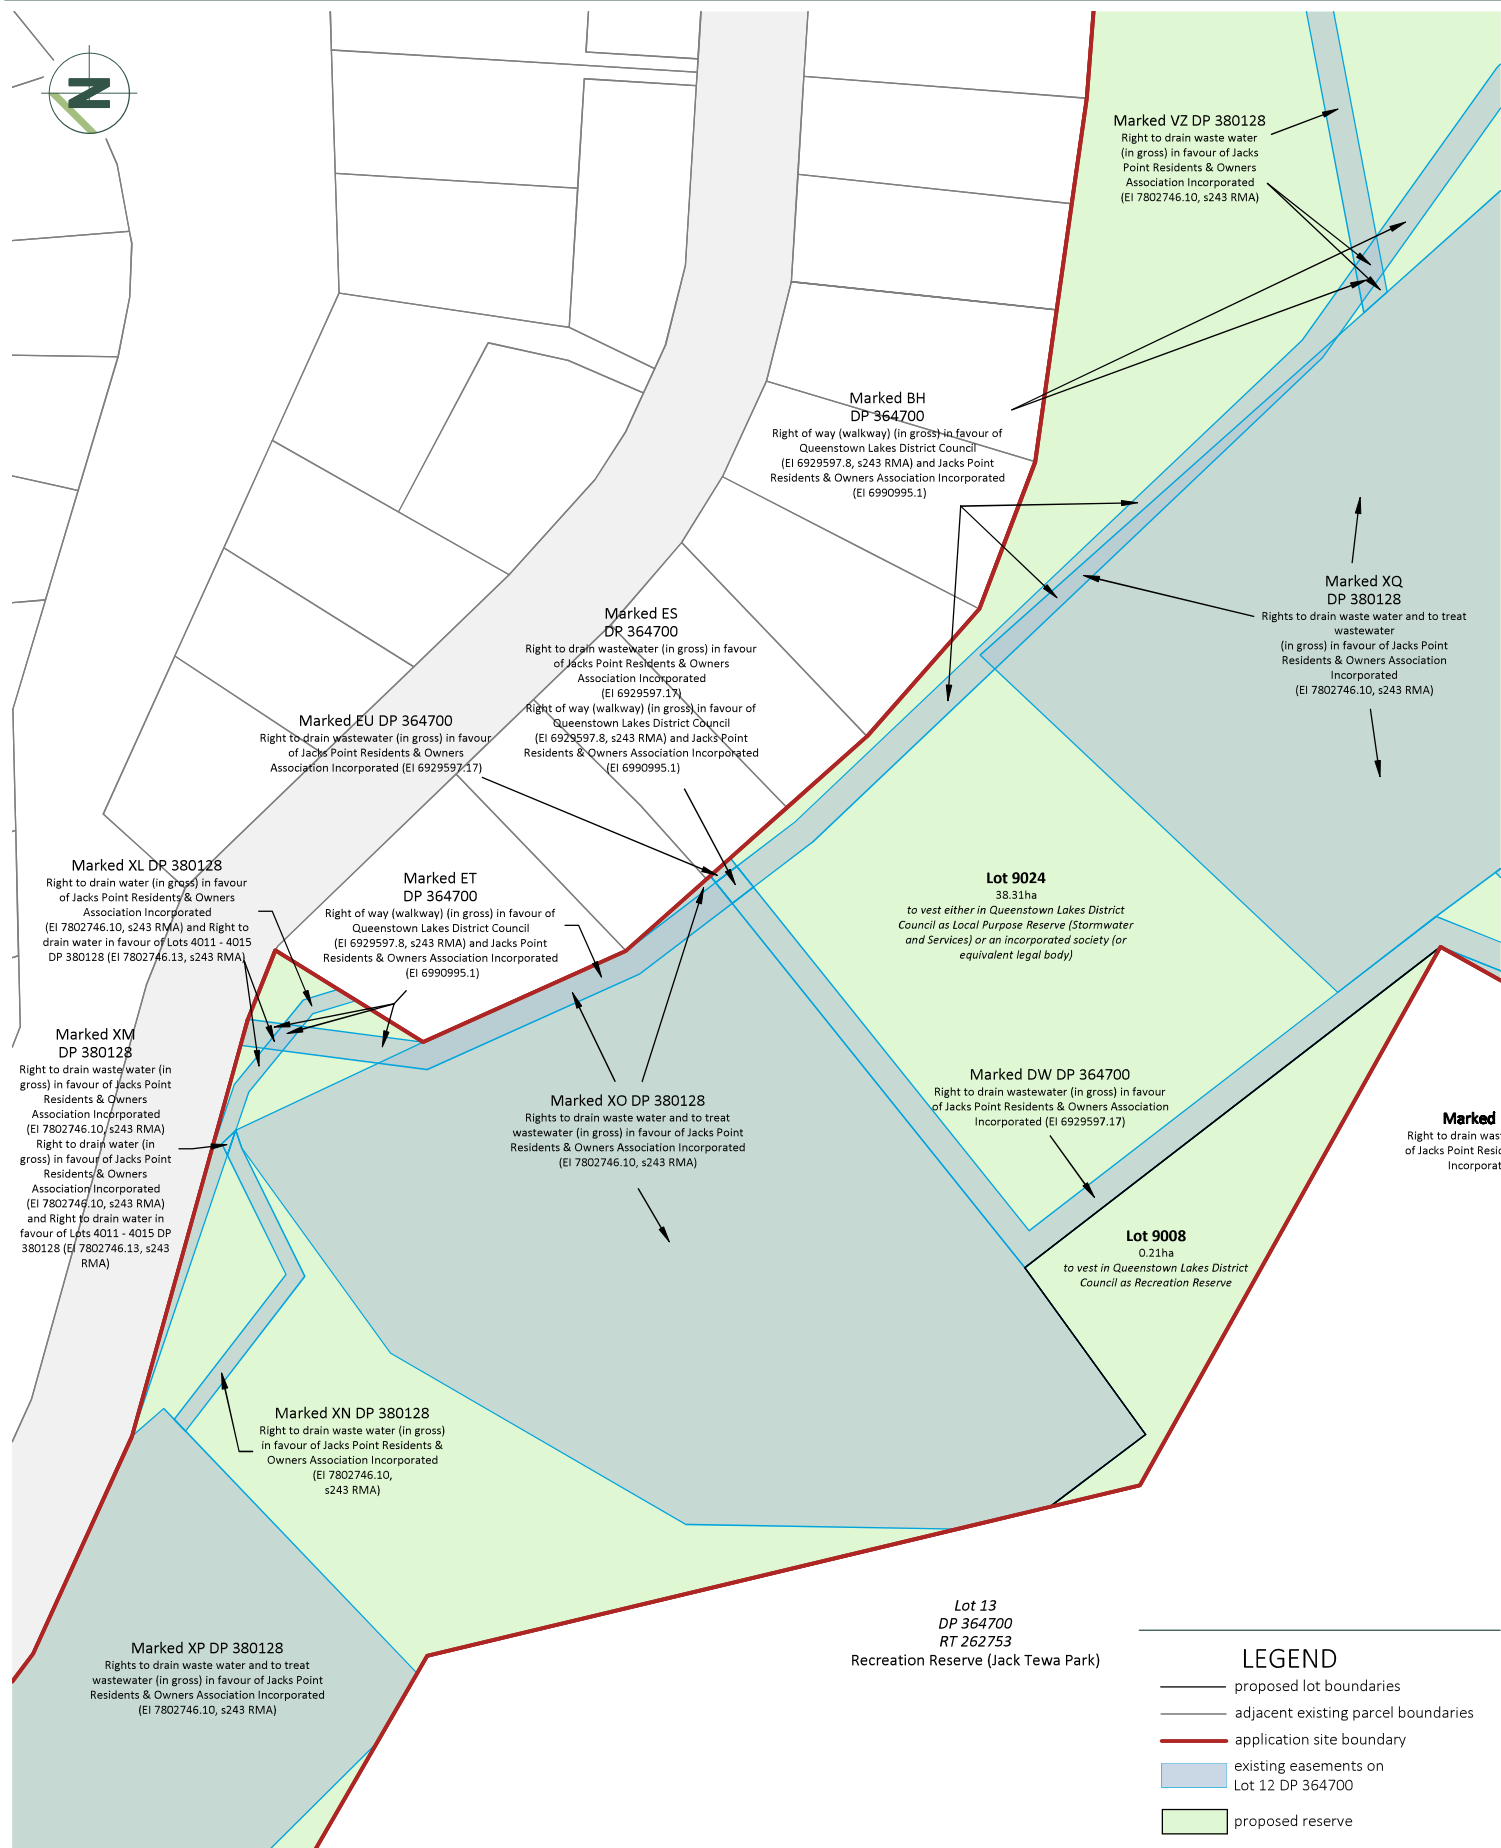 N
Marked VZ DP 380128
Right to drain waste water
(in gross) in favour of Jacks
Point Residents & Owners
Association Incorporated
(EI 7802746.10, s243 RMA)
Marked BH
DP 364700
Right of way (walkway) (in gross) in favour of
Queenstown Lakes District Council
(EI 6929597.8, s243 RMA) and Jacks Point
Residents & Owners Association Incorporated
(EI 6990995.1)
Marked XQ
DP 380128
Rights to drain waste water and to treat
wastewater
(in gross) in favour of Jacks Point
Residents & Owners Association
Incorporated
(EI 7802746.10, s243 RMA)
Marked ES
DP 364700
Right to drain wastewater (in gross) in favour
of Jacks Point Residents & Owners
Association Incorporated
(EI 6929597.17)
Right of way (walkway) (in gross) in favour of
Queenstown Lakes District Council
(EI 6929597.8, s243 RMA) and Jacks Point
Residents & Owners Association Incorporated
(EI 6990995.1)
Marked EU DP 364700
Right to drain wastewater (in gross) in favour
of Jacks Point Residents & Owners
Association Incorporated (EI 6929597.17)
Marked XL DP 380128
Right to drain water (in gross) in favour
of Jacks Point Residents & Owners
Association Incorporated
(EI 7802746.10, s243 RMA) and Right to
drain water in favour of Lots 4011 - 4015
DP 380128 (EI 7802746.13, s243 RMA)
Marked ET
DP 364700
Right of way (walkway) (in gross) in favour of
Queenstown Lakes District Council
(EI 6929597.8, s243 RMA) and Jacks Point
Residents & Owners Association Incorporated
(EI 6990995.1)
Lot 9024
38.31ha
to vest either in Queenstown Lakes District
Council as Local Purpose Reserve (Stormwater
and Services) or an incorporated society (or
equivalent legal body)
Marked XM
DP 380128
Right to drain waste water (in
gross) in favour of Jacks Point
Residents & Owners
Association Incorporated
(EI 7802746.10, s243 RMA)
Right to drain water (in
gross) in favour of Jacks Point
Residents & Owners
Association Incorporated
(EI 7802746.10, s243 RMA)
and Right to drain water in
favour of Lots 4011 - 4015 DP
380128 (EI 7802746.13, s243
RMA)
Marked XO DP 380128
Rights to drain waste water and to treat
wastewater (in gross) in favour of Jacks Point
Residents & Owners Association Incorporated
(EI 7802746.10, s243 RMA)
Marked DW DP 364700
Right to drain wastewater (in gross) in favour
of Jacks Point Residents & Owners Association
Incorporated (EI 6929597.17)
Marked
Right to drain was
of Jacks Point Resid
Incorporat
Lot 9008
0.21ha
to vest in Queenstown Lakes District
Council as Recreation Reserve
Marked XN DP 380128
Right to drain waste water (in gross)
in favour of Jacks Point Residents &
Owners Association Incorporated
(EI 7802746.10,
s243 RMA)
Marked XP DP 380128
Rights to drain waste water and to treat
wastewater (in gross) in favour of Jacks Point
Residents & Owners Association Incorporated
(EI 7802746.10, s243 RMA)
Lot 13
DP 364700
RT 262753
Recreation Reserve (Jack Tewa Park)
LEGEND
proposed lot boundaries
adjacent existing parcel boundaries
application site boundary
existing easements on
Lot 12 DP 364700
proposed reserve